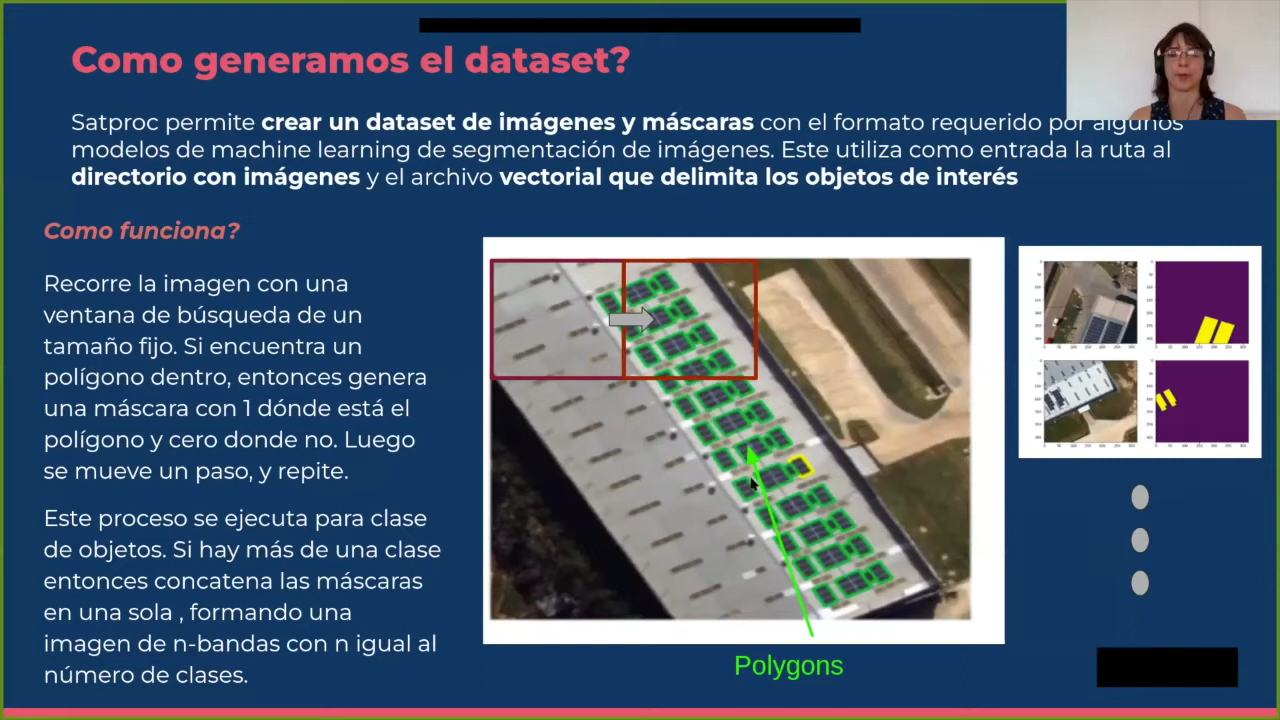 Como generamos el dataset?
Satproc permite crear un dataset de imágenes y máscaras con el formato requerido por algunos
modelos de machine learning de segmentación de imágenes. Este utiliza como entrada la ruta al
directorio con imágenes y el archivo vectorial que delimita los objetos de interés
Como funciona?
Recorre la imagen con una
ventana de búsqueda de un
tamaño fijo. Si encuentra un
polígono dentro, entonces genera
una máscara con 1 dónde está el
polígono y cero donde no. Luego
se mueve un paso, y repite.
Este proceso se ejecuta para clase
de objetos. Si hay más de una clase
entonces concatena las máscaras
en una sola , formando una
imagen de n-bandas con n igual al
número de clases.
Polygons